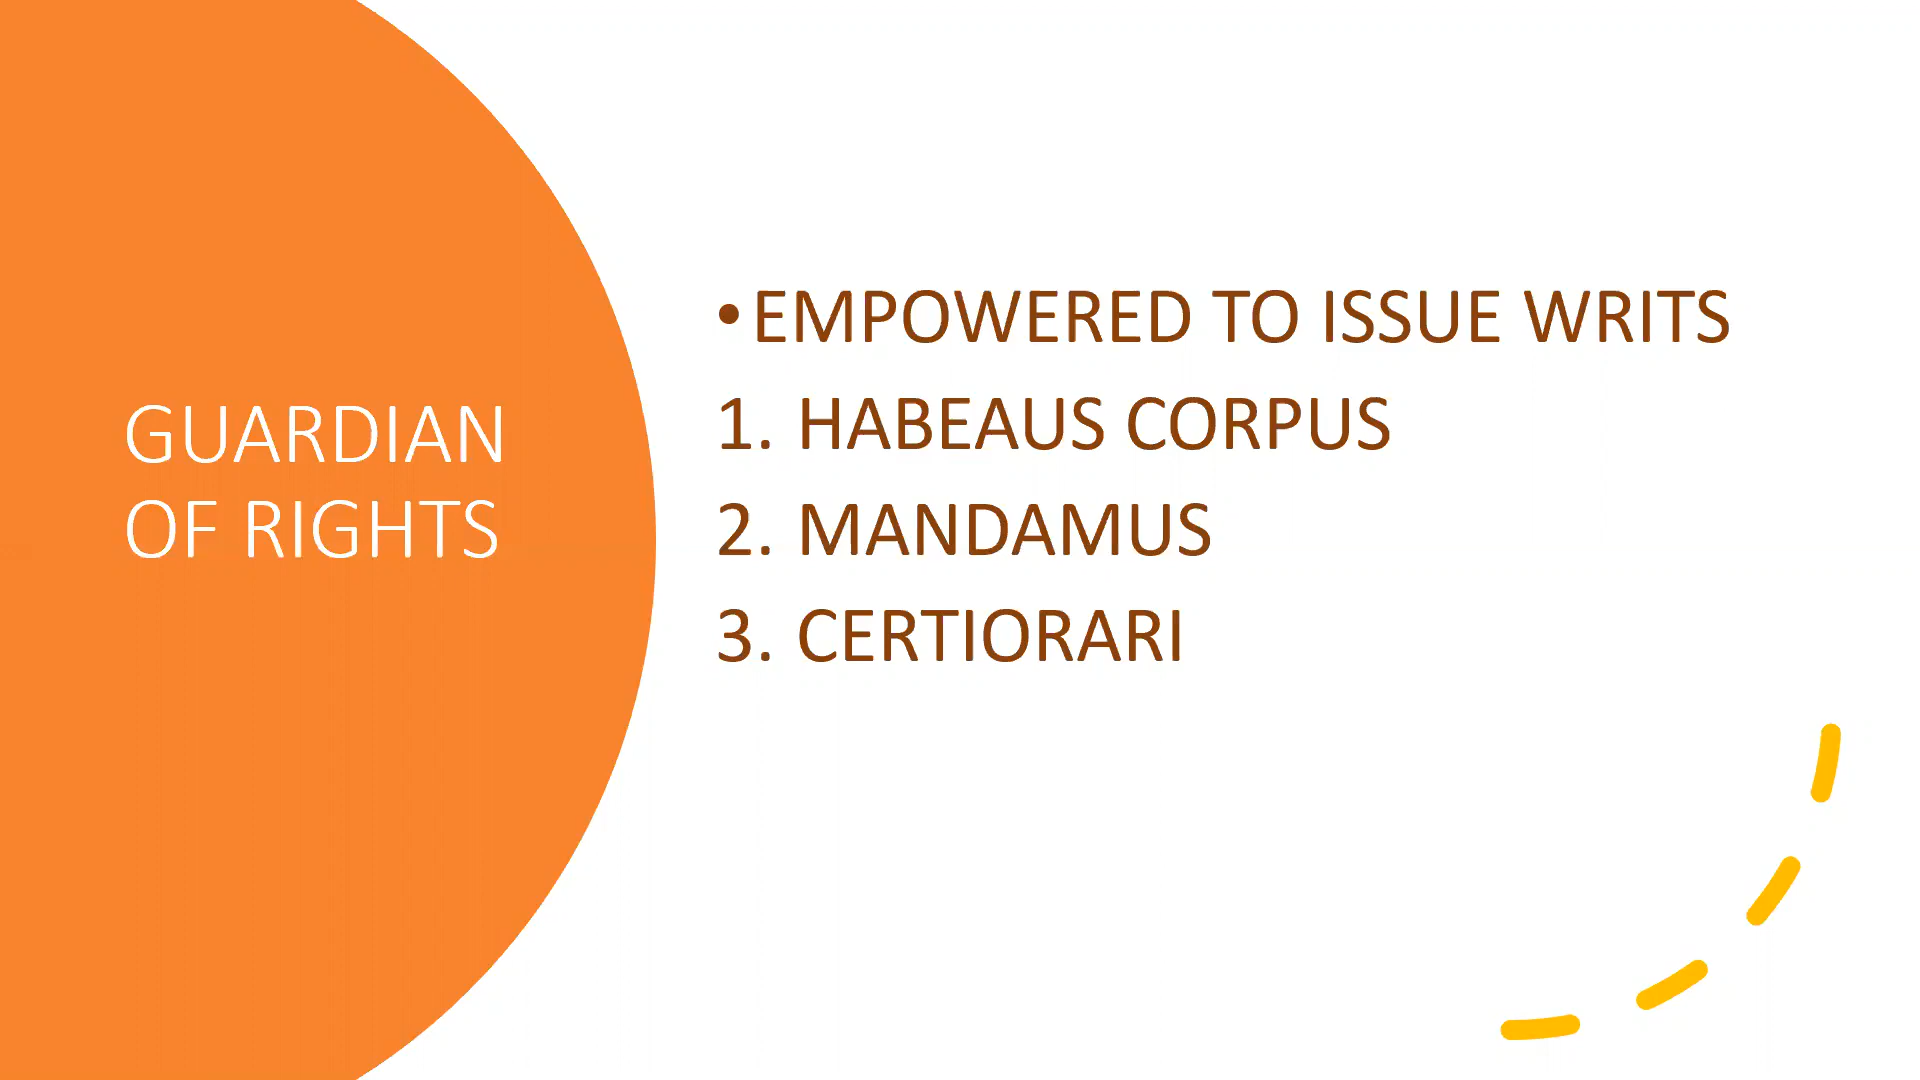 GUARDIAN
OF RIGHTS
• EMPOWERED TO ISSUE WRITS
1. HABEAUS CORPUS
2. MANDAMUS
3. CERTIORARI